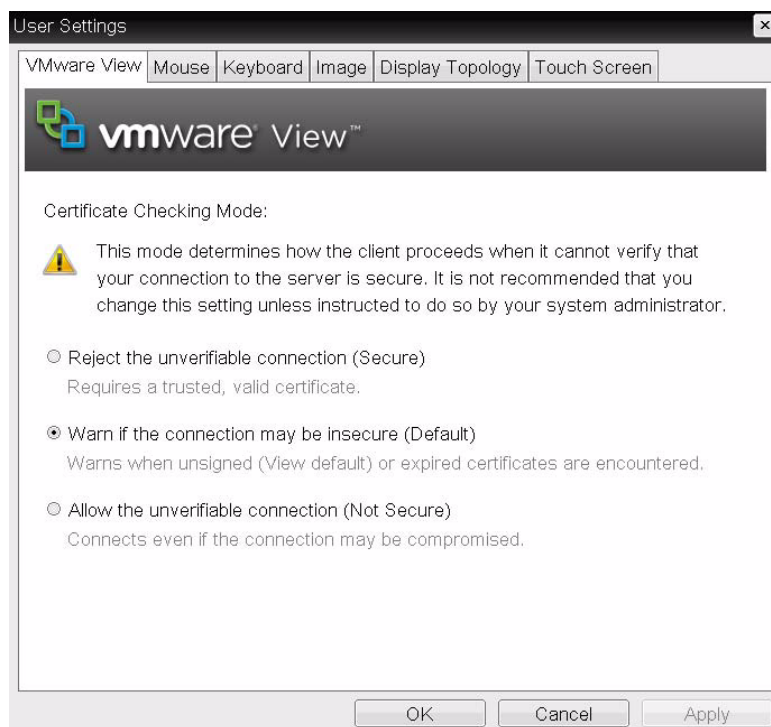 User Settings
VMware View Mouse Keyboard Image Display Topology Touch Screen
vmware View™
Certificate Checking Mode:
This mode determines how the client proceeds when it cannot verify that
your connection to the server is secure. It is not recommended that you
change this setting unless instructed to do so by your system administrator.
Reject the unverifiable connection (Secure)
Requires a trusted, valid certificate.
Warn if the connection may be insecure (Default)
Warns when unsigned (View default) or expired certificates are encountered.
Allow the unverifiable connection (Not Secure)
Connects even if the connection may be compromised.
OK Cancel Apply